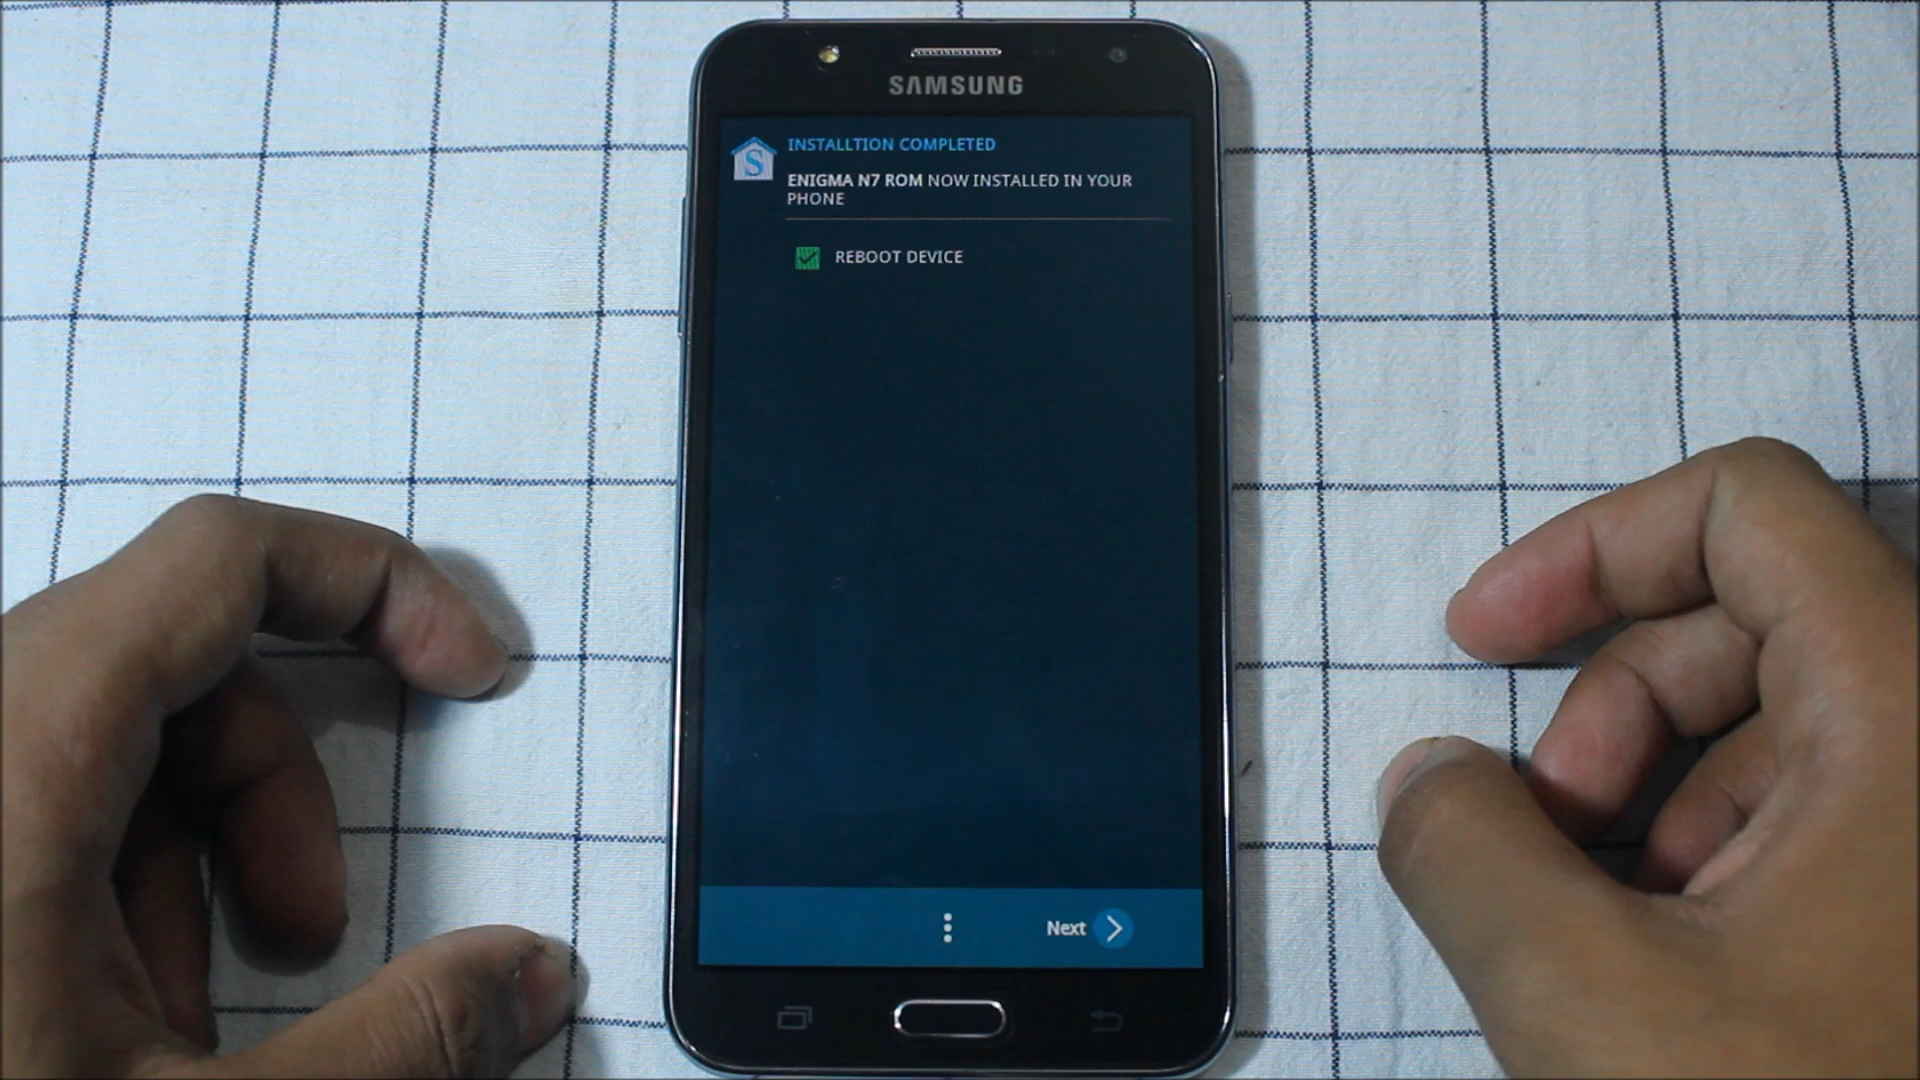 SAMSUNG
INSTALLTION COMPLETED
ENIGMA N7 ROM NOW INSTALLED IN YOUR
PHONE
REBOOT DEVICE
Next